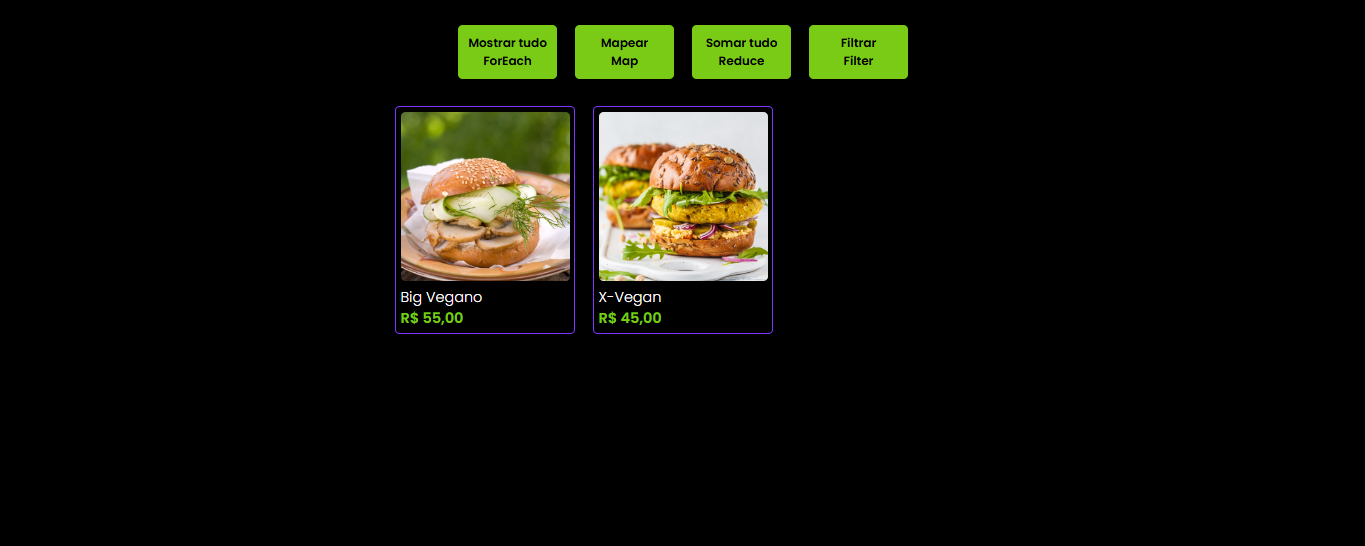 Mostrar tudo
ForEach
Mapear
Map
Somar tudo
Reduce
Filtrar
Filter
Big Vegano
R$ 55,00
X-Vegan
R$ 45,00